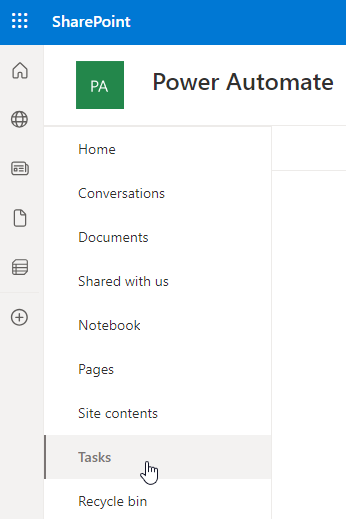 SharePoint
PA
Power Automate
Home
Conversations
Documents
Shared with us
Notebook
Pages
Site contents
Tasks
Recycle bin